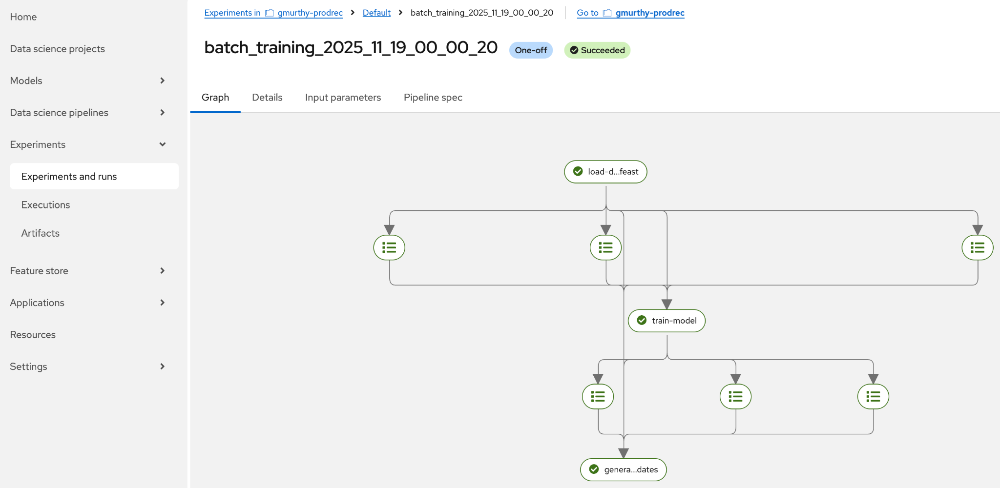 Home
Data science projects
Models
Data science pipelines
Experiments
Experiments and runs
Executions
Artifacts
Feature store
Applications
Resources
Settings
Experiments in gmurthy-prodrec > Default > batch_training_2025_11_19_00_00_20 | Go to gmurthy-prodrec
batch_training_2025_11_19_00_00_20 One-off Succeeded
Graph Details Input parameters Pipeline spec
load-d...feast
train-model
genera...dates